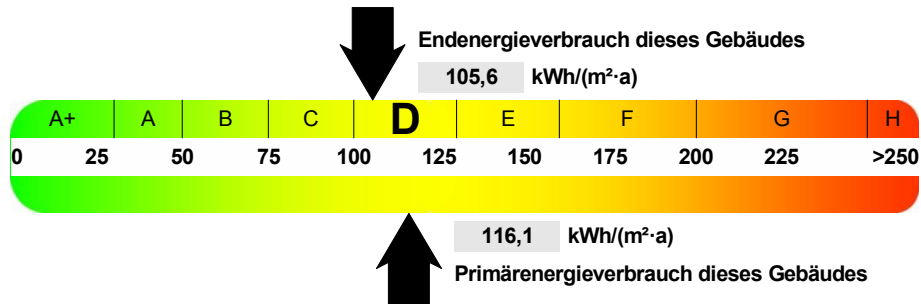 Endenergieverbrauch dieses Gebäudes
105,6 kWh/(m²·a)
A+ A B C D E F G H
0 25 50 75 100 125 150 175 200 225 >250
116,1 kWh/(m²·a)
Primärenergieverbrauch dieses Gebäudes